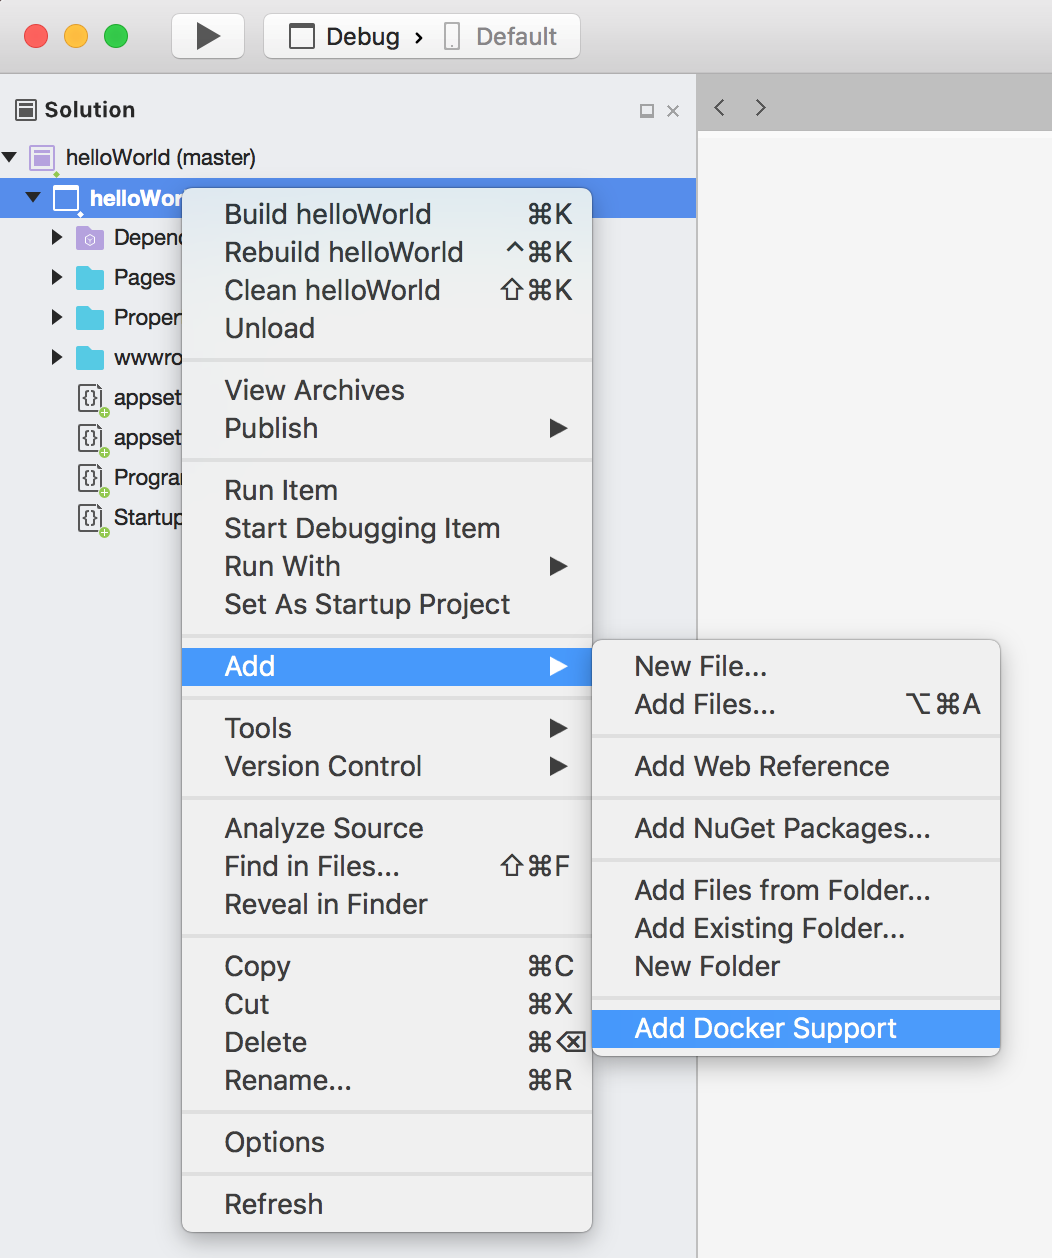 Debug › Default
Solution
helloWorld (master)
helloWor
Depen
Pages
Proper
wwwro
appset
appset
Progra
Startup
Build helloWorld ⌘K
Rebuild helloWorld ^⌘K
Clean helloWorld ⇧⌘K
Unload
View Archives
Publish
Run Item
Start Debugging Item
Run With
Set As Startup Project
Add
Tools
Version Control
Analyze Source
Find in Files... ⇧⌘F
Reveal in Finder
Copy ⌘C
Cut ⌘X
Delete ⌘⌫
Rename... ⌘R
Options
Refresh
New File...
Add Files... ⌥⌘A
Add Web Reference
Add NuGet Packages...
Add Files from Folder...
Add Existing Folder...
New Folder
Add Docker Support